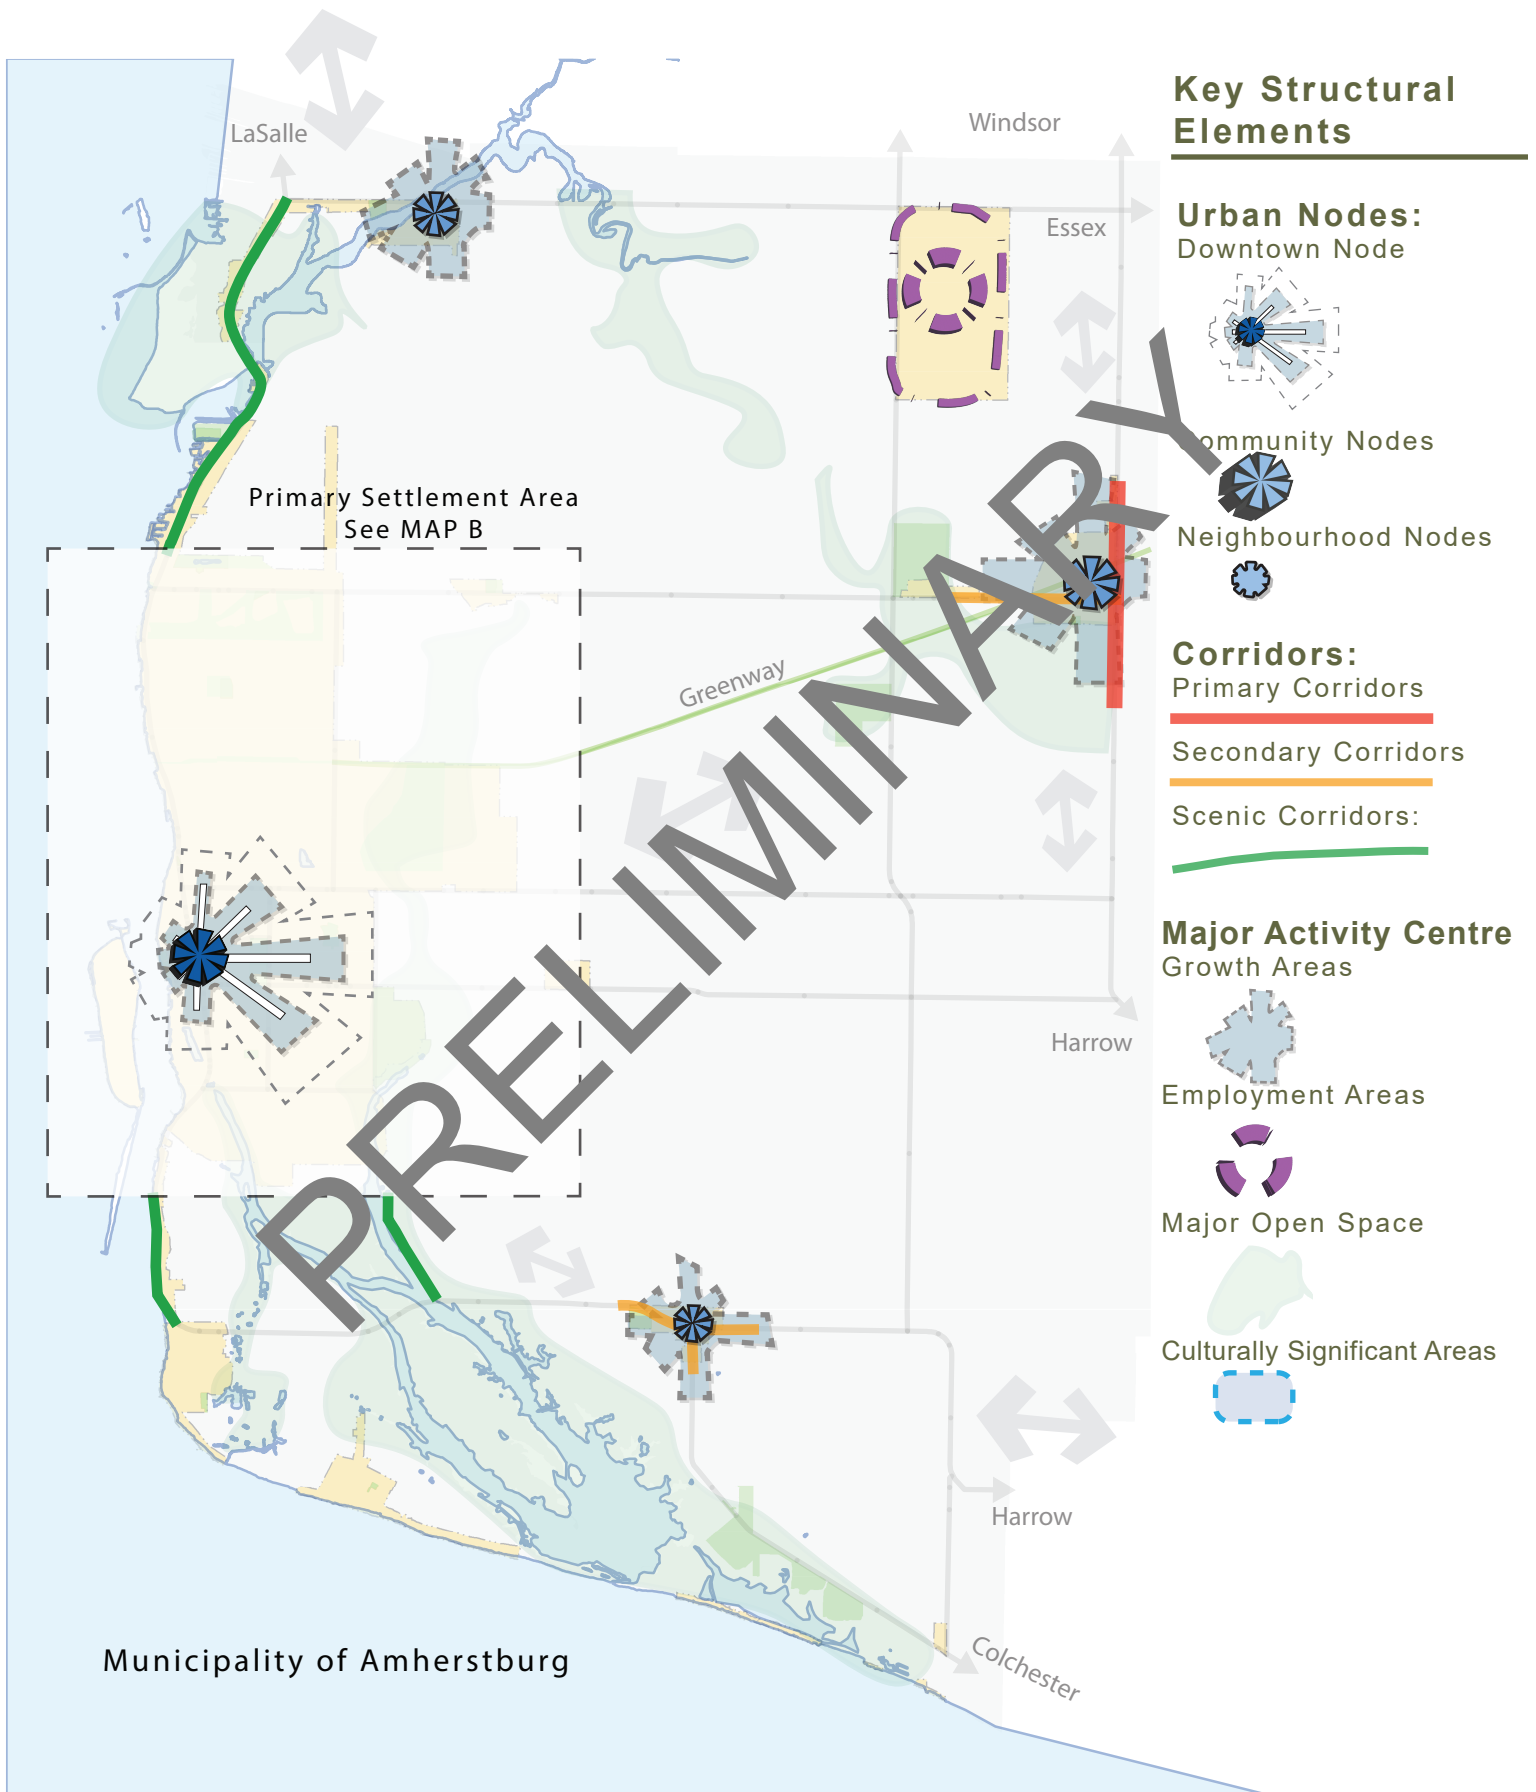 Key Structural
Elements
Urban Nodes:
Downtown Node
Community Nodes
Neighbourhood Nodes
Corridors:
Primary Corridors
Secondary Corridors
Scenic Corridors:
Major Activity Centre
Growth Areas
Employment Areas
Major Open Space
Culturally Significant Areas
LaSalle
Windsor
Essex
Primary Settlement Area
See MAP B
Greenway
PRELIMINARY
Harrow
Harrow
Colchester
Municipality of Amherstburg